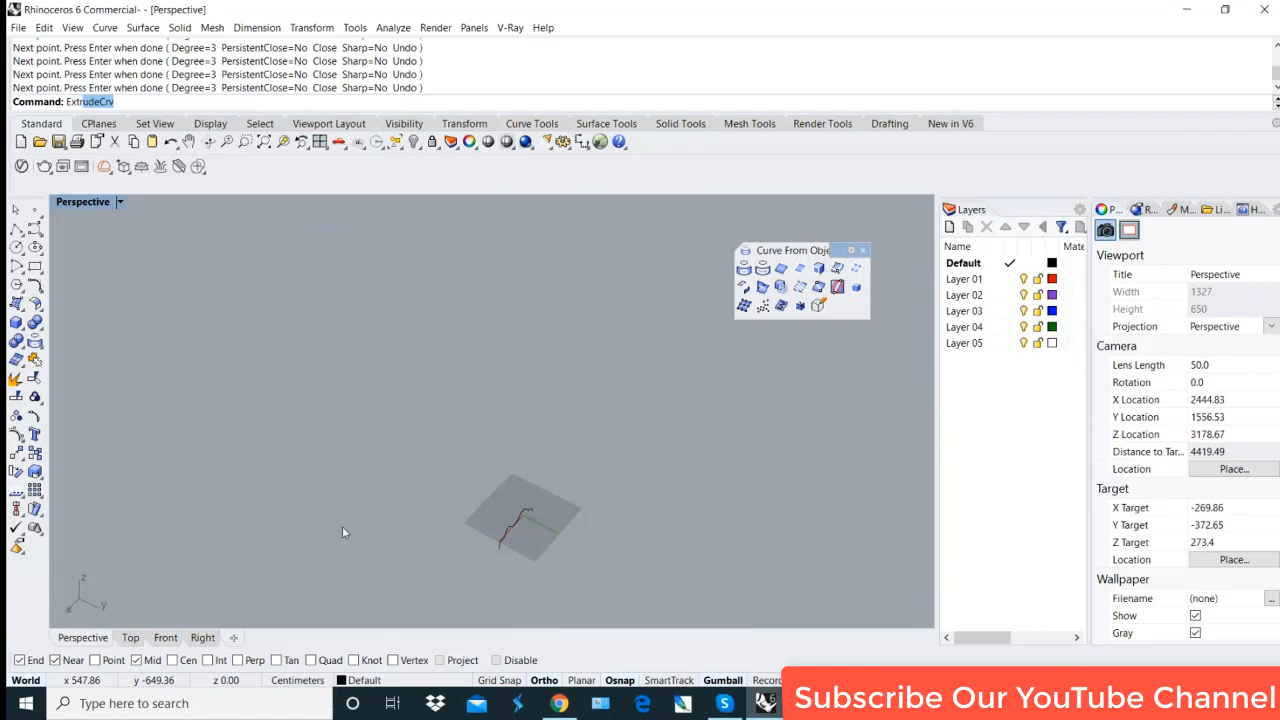 Rhinoceros 6 Commercial- - [Perspective]
File Edit View Curve Surface Solid Mesh Dimension Transform Tools Analyze Render Panels V-Ray Help
Next point. Press Enter when done ( Degree=3 PersistentClose=No Close Sharp=No Undo )
Next point. Press Enter when done ( Degree=3 PersistentClose=No Close Sharp=No Undo )
Next point. Press Enter when done ( Degree=3 PersistentClose=No Close Sharp=No Undo )
Next point. Press Enter when done ( Degree=3 PersistentClose=No Close Sharp=No Undo )
Command: ExtrudeCrv
Standard CPlanes Set View Display Select Viewport Layout Visibility Transform Curve Tools Surface Tools Solid Tools Mesh Tools Render Tools Drafting New in V6
Perspective
Curve From Obje
Layers
Name Mate
Default
Layer 01
Layer 02
Layer 03
Layer 04
Layer 05
P... R... M... Li... H...
Viewport
Title Perspective
Width 1327
Height 650
Projection Perspective
Camera
Lens Length 50.0
Rotation 0.0
X Location 2444.83
Y Location 1556.53
Z Location 3178.67
Distance to Tar... 4419.49
Location Place...
Target
X Target -269.86
Y Target -372.65
Z Target 273.4
Location Place...
Wallpaper
Filename (none) ...
Show
Gray
z
x y
Perspective Top Front Right
End Near Point Mid Cen Int Perp Tan Quad Knot Vertex Project Disable
World x 547.86 y -649.36 z 0.00 Centimeters Default Grid Snap Ortho Planar Osnap SmartTrack Gumball Recor
Type here to search
Subscribe Our YouTube Channel